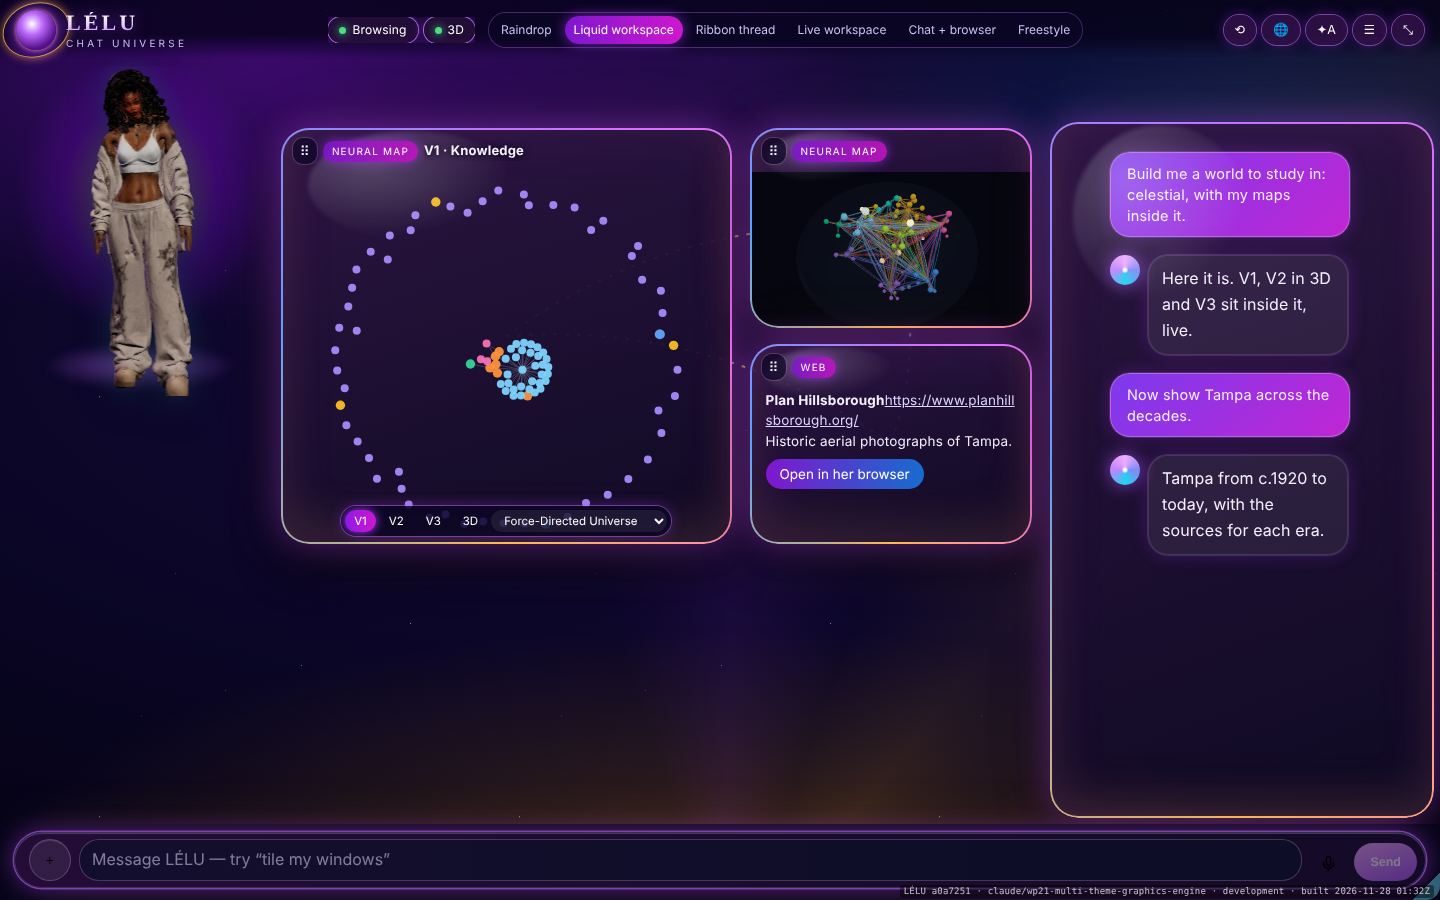 LÉLU
CHAT UNIVERSE
Browsing
3D
Raindrop
Liquid workspace
Ribbon thread
Live workspace
Chat + browser
Freestyle
✦A
NEURAL MAP V1 · Knowledge
V1 V2 V3 3D Force-Directed Universe
NEURAL MAP
WEB
Plan Hillsboroughhttps://www.planhill
sborough.org/
Historic aerial photographs of Tampa.
Open in her browser
Build me a world to study in:
celestial, with my maps
inside it.
Here it is. V1, V2 in 3D
and V3 sit inside it,
live.
Now show Tampa across the
decades.
Tampa from c.1920 to
today, with the
sources for each era.
+
Message LÉLU — try “tile my windows”
Send
LÉLU a0a7251 · claude/wp21-multi-theme-graphics-engine · development · built 2026-11-28 01:32Z